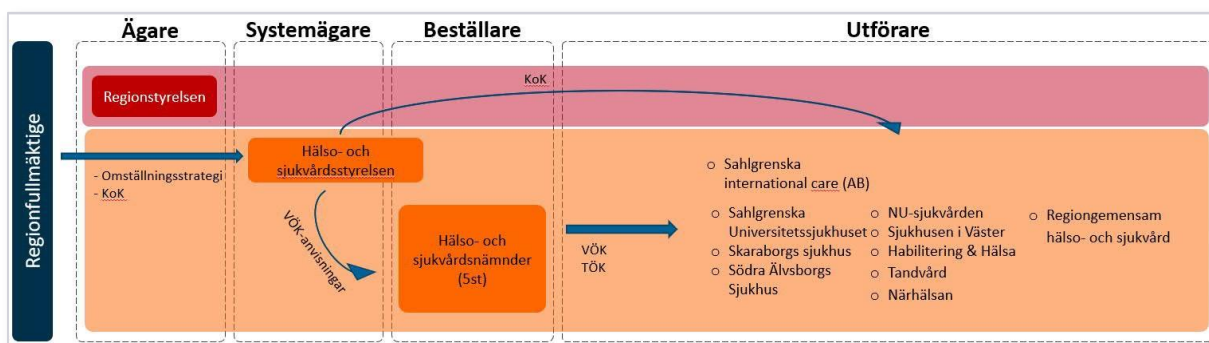 Ägare
Systemägare
Beställare
Utförare
Regionfullmäktige
Regionstyrelsen
KoK
Hälso- och
sjukvårdsstyrelsen
- Omställningsstrategi
- KoK
VÖK-anvisningar
Hälso- och
sjukvårdsnämnder
(5st)
VÖK
TÖK
○ Sahlgrenska
international care (AB)
○ Sahlgrenska
Universitetssjukhuset
○ Skaraborgs sjukhus
○ Södra Älvsborgs
Sjukhus
○ NU-sjukvården
○ Sjukhusen i Väster
○ Habilitering & Hälsa
○ Tandvård
○ Närhälsan
○ Regiongemensam
hälso- och sjukvård